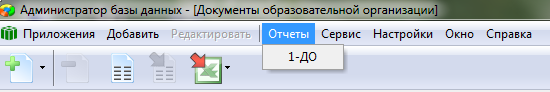 Администратор базы данных - [Документы образовательной организации]
Приложения Добавить Редактировать Отчеты Сервис Настройки Окно Справка
1-ДО